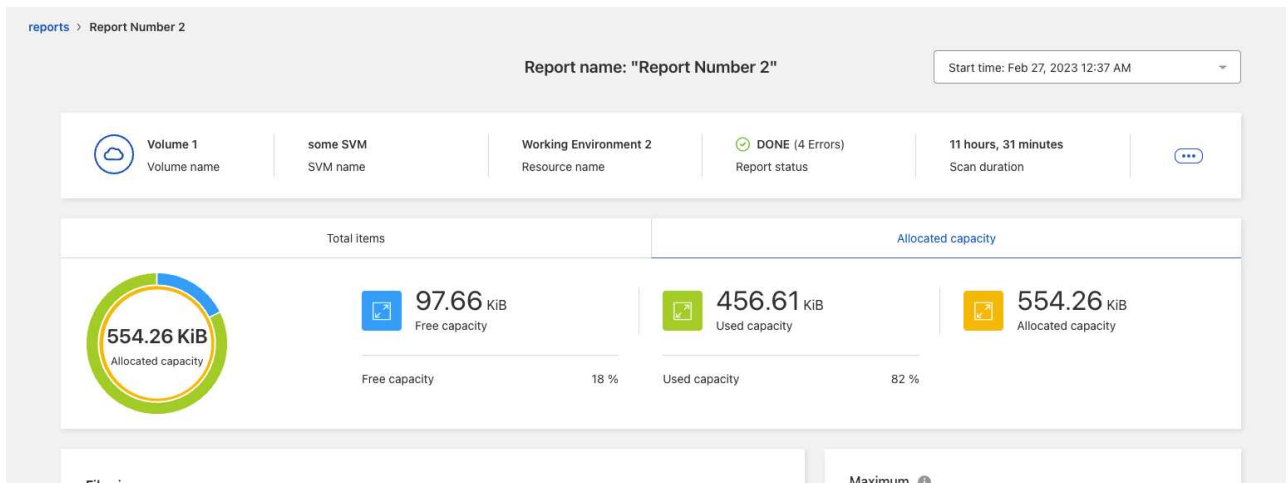 reports > Report Number 2
Report name: "Report Number 2"
Start time: Feb 27, 2023 12:37 AM
Volume 1
Volume name
some SVM
SVM name
Working Environment 2
Resource name
DONE (4 Errors)
Report status
11 hours, 31 minutes
Scan duration
Total items
Allocated capacity
554.26 KiB
Allocated capacity
97.66 KiB
Free capacity
Free capacity 18 %
456.61 KiB
Used capacity
Used capacity 82 %
554.26 KiB
Allocated capacity
Maximum